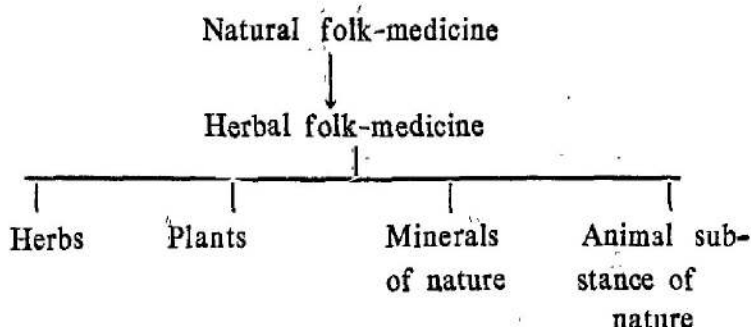 Natural folk-medicine
Herbal folk-medicine
Herbs Plants Minerals Animal sub-
of nature stance of
nature